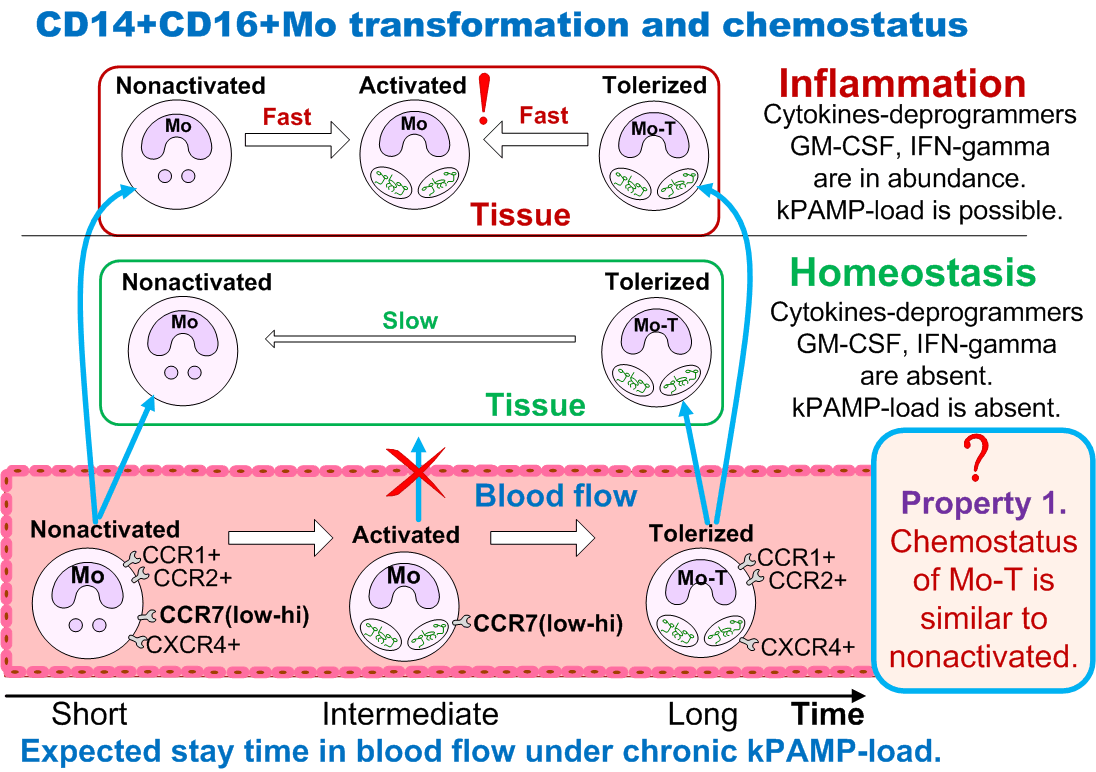 CD14+CD16+Mo transformation and chemostatus
Nonactivated
Activated
!
Tolerized
Mo
Fast
Mo
Fast
Mo-T
Tissue
Inflammation
Cytokines-deprogrammers
GM-CSF, IFN-gamma
are in abundance.
kPAMP-load is possible.
Nonactivated
Tolerized
Mo
Slow
Mo-T
Tissue
Homeostasis
Cytokines-deprogrammers
GM-CSF, IFN-gamma
are absent.
kPAMP-load is absent.
Blood flow
Nonactivated
Mo
CCR1+
CCR2+
CCR7(low-hi)
CXCR4+
Activated
Mo
CCR7(low-hi)
Tolerized
Mo-T
CCR1+
CCR2+
CXCR4+
?
Property 1.
Chemostatus
of Mo-T is
similar to
nonactivated.
Short
Intermediate
Long
Time
Expected stay time in blood flow under chronic kPAMP-load.